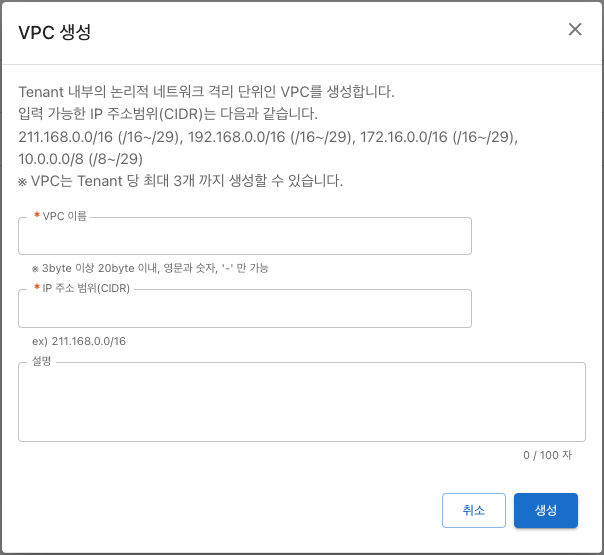 VPC 생성
Tenant 내부의 논리적 네트워크 격리 단위인 VPC를 생성합니다.
입력 가능한 IP 주소범위(CIDR)는 다음과 같습니다.
211.168.0.0/16 (/16~/29), 192.168.0.0/16 (/16~/29), 172.16.0.0/16 (/16~/29),
10.0.0.0/8 (/8~/29)
※ VPC는 Tenant 당 최대 3개 까지 생성할 수 있습니다.
* VPC 이름
※ 3byte 이상 20byte 이내, 영문과 숫자, '-' 만 가능
* IP 주소 범위(CIDR)
ex) 211.168.0.0/16
설명
0 / 100 자
취소 생성